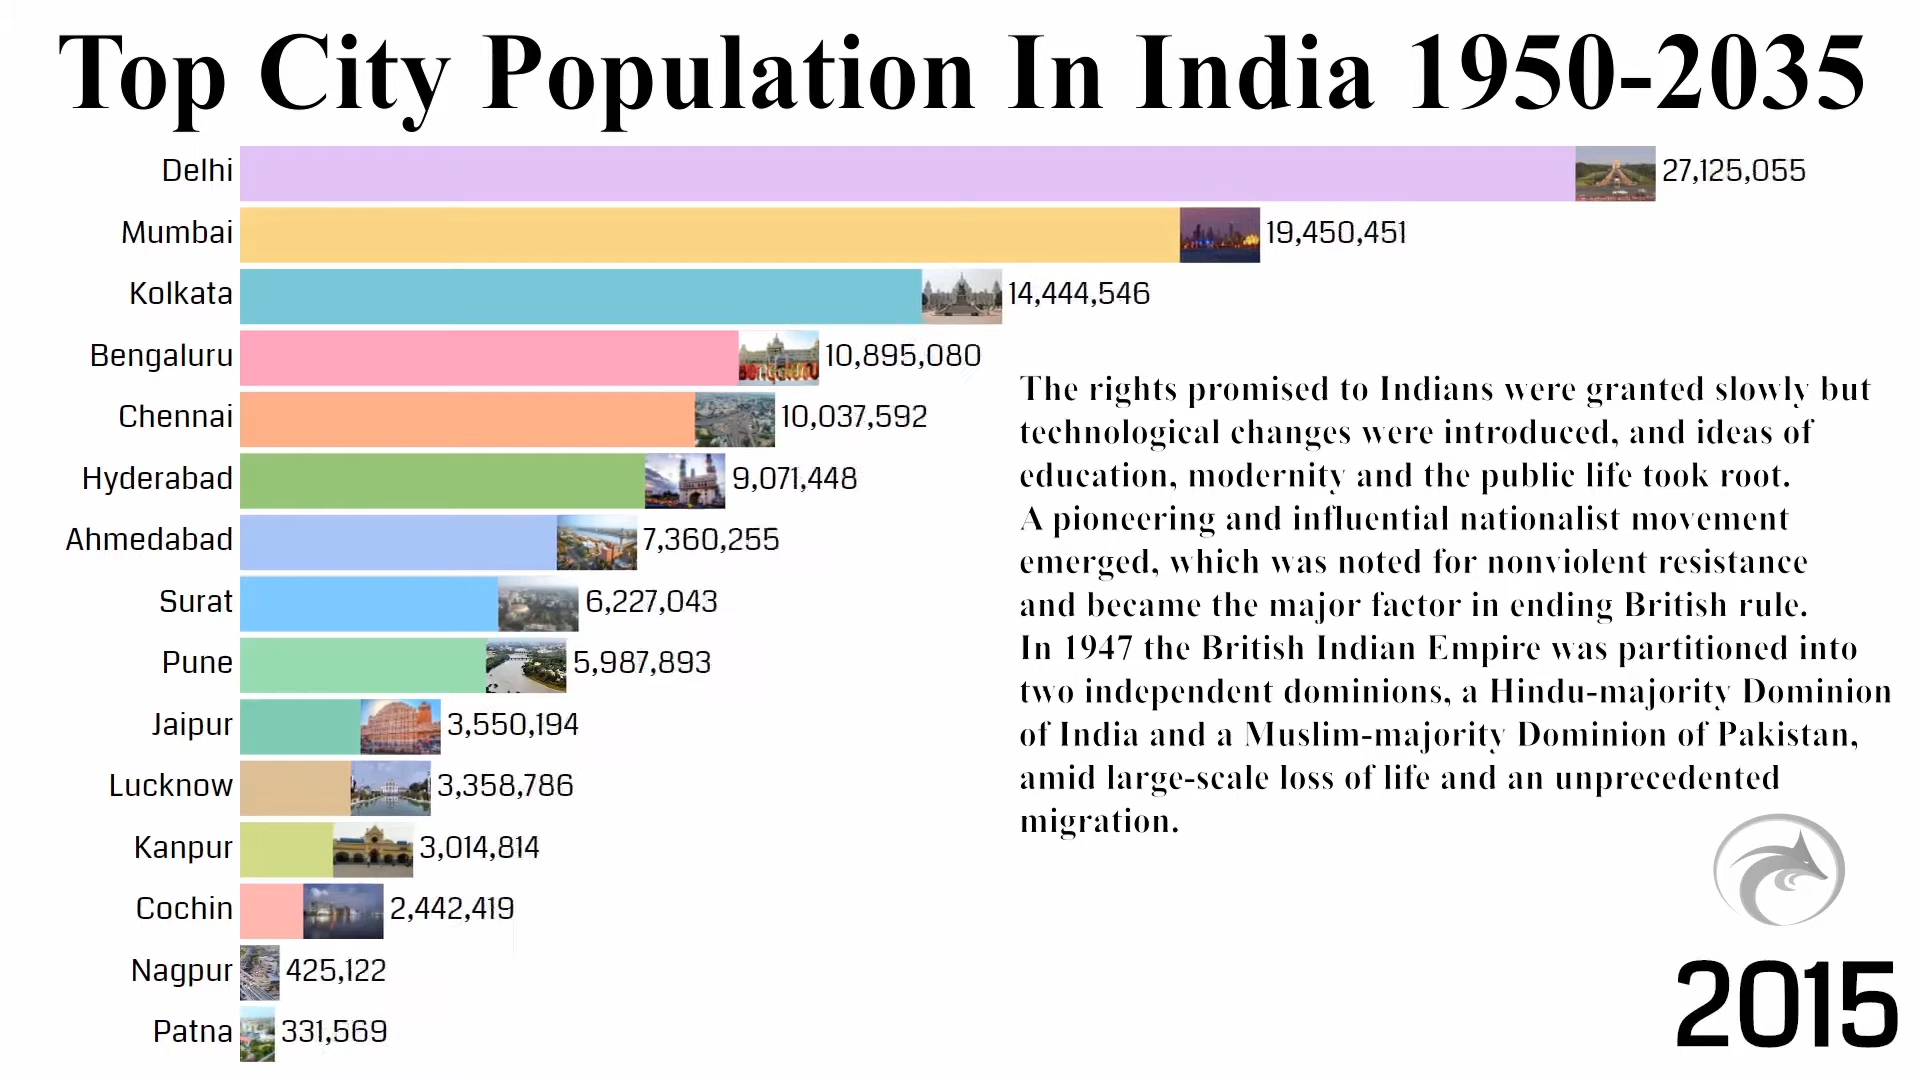 Top City Population In India 1950-2035
Delhi 27,125,055
Mumbai 19,450,451
Kolkata 14,444,546
Bengaluru 10,895,080
Chennai 10,037,592
Hyderabad 9,071,448
Ahmedabad 7,360,255
Surat 6,227,043
Pune 5,987,893
Jaipur 3,550,194
Lucknow 3,358,786
Kanpur 3,014,814
Cochin 2,442,419
Nagpur 425,122
Patna 331,569
The rights promised to Indians were granted slowly but
technological changes were introduced, and ideas of
education, modernity and the public life took root.
A pioneering and influential nationalist movement
emerged, which was noted for nonviolent resistance
and became the major factor in ending British rule.
In 1947 the British Indian Empire was partitioned into
two independent dominions, a Hindu-majority Dominion
of India and a Muslim-majority Dominion of Pakistan,
amid large-scale loss of life and an unprecedented
migration.
2015